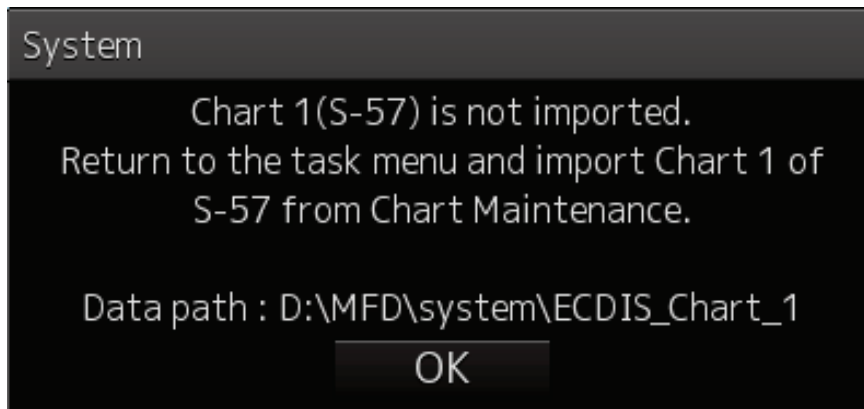 System
Chart 1(S-57) is not imported.
Return to the task menu and import Chart 1 of
S-57 from Chart Maintenance.
Data path : D:\MFD\system\ECDIS_Chart_1
OK